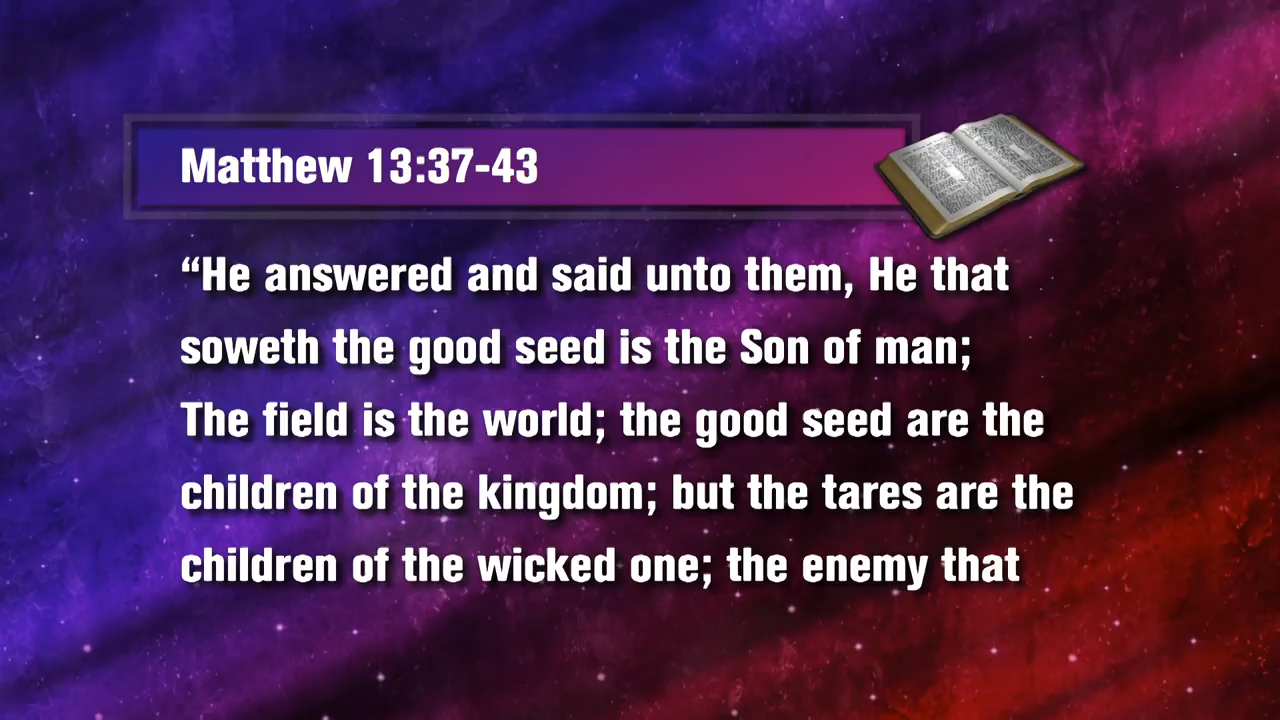 Matthew 13:37-43
“He answered and said unto them, He that
soweth the good seed is the Son of man;
The field is the world; the good seed are the
children of the kingdom; but the tares are the
children of the wicked one; the enemy that